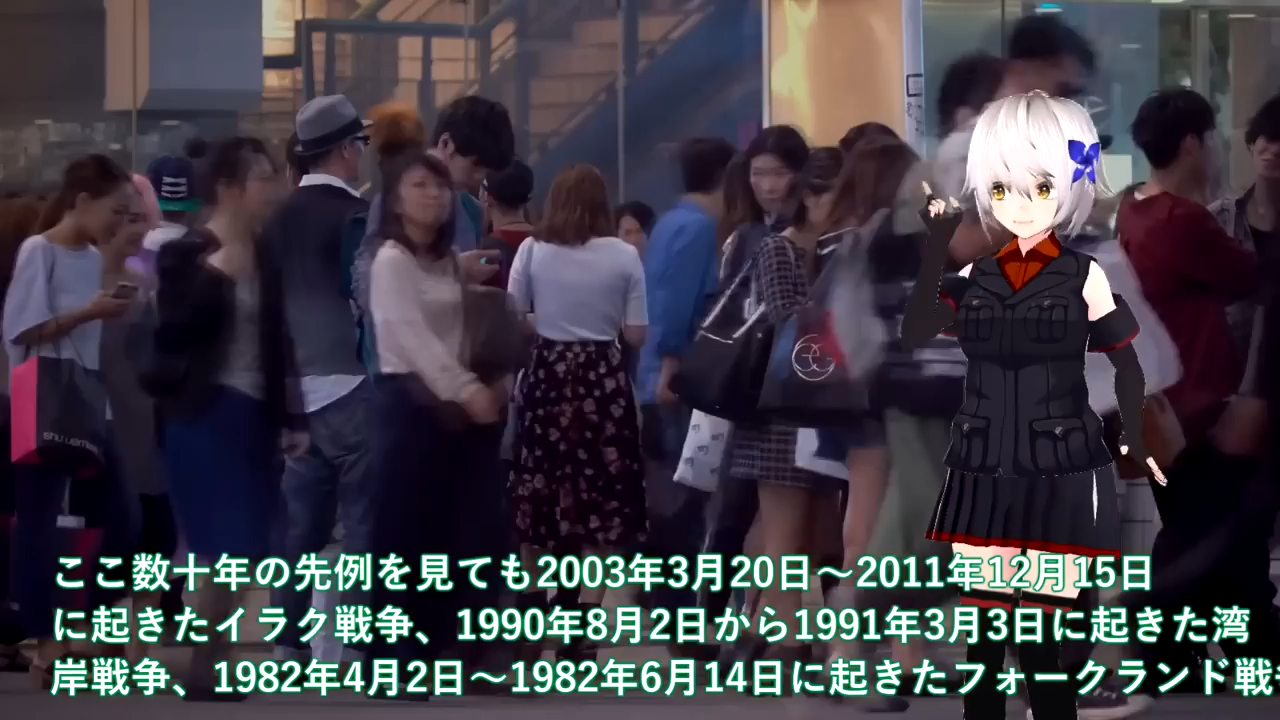 shu uem
ここ数十年の先例を見ても2003年3月20日～2011年12月15日
に起きたイラク戦争、1990年8月2日から1991年3月3日に起きた湾
岸戦争、1982年4月2日～1982年6月14日に起きたフォークランド戦